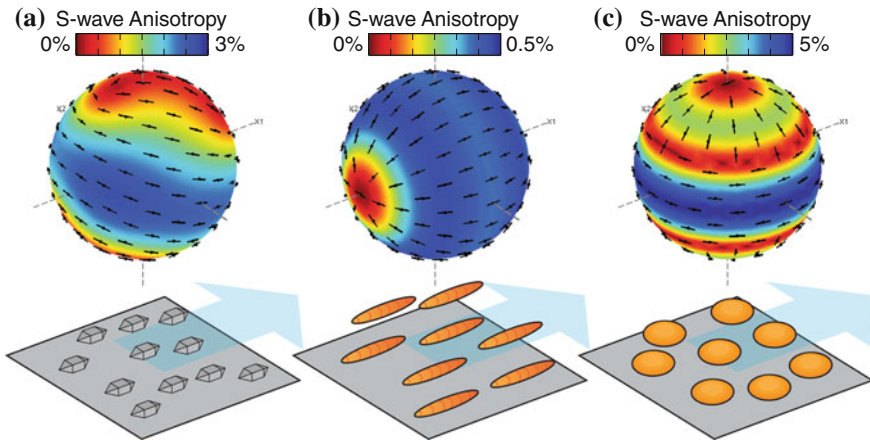 (a) S-wave Anisotropy
0% 3%
(b) S-wave Anisotropy
0% 0.5%
(c) S-wave Anisotropy
0% 5%
X2
X1
X2
X1
X2
X1